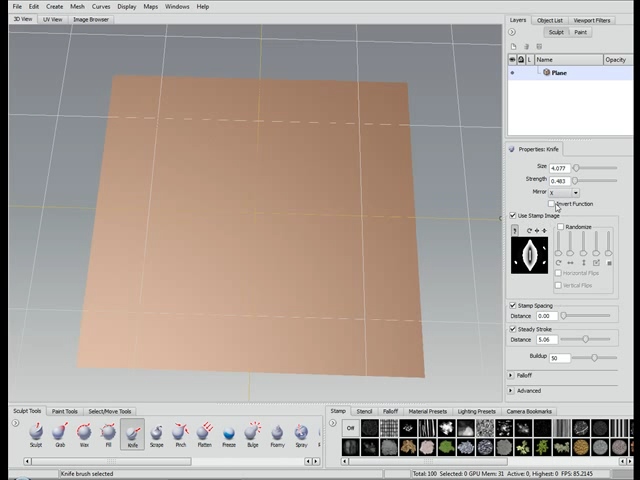 File Edit Create Mesh Curves Display Maps Windows Help
3D View UV View Image Browser
Layers Object List Viewport Filters
Sculpt Paint
L Name Opacity
Plane
Properties: Knife
Size 4.077
Strength 0.483
Mirror X
Invert Function
Use Stamp Image
Randomize
Horizontal Flips
Vertical Flips
Stamp Spacing
Distance 0.00
Steady Stroke
Distance 5.06
Buildup 50
Falloff
Advanced
Sculpt Tools Paint Tools Select/Move Tools
Sculpt Grab Wax Fill Knife Scrape Pinch Flatten Freeze Bulge Foamy Spray
Stamp Stencil Falloff Material Presets Lighting Presets Camera Bookmarks
Off
Knife brush selected
Total: 100 Selected: 0 GPU Mem: 31 Active: 0, Highest: 0 FPS: 85.2145